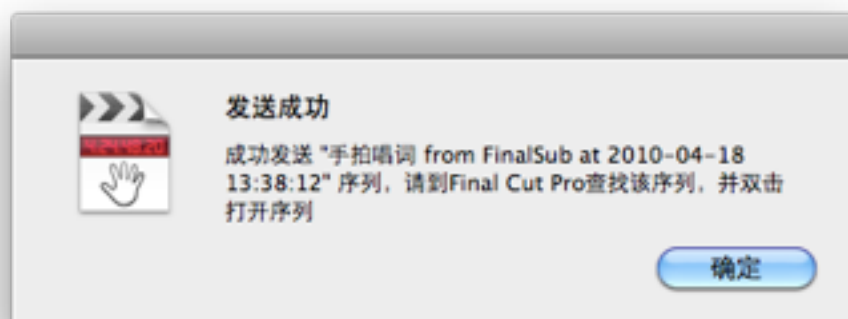 发送成功
成功发送 "手拍唱词 from FinalSub at 2010-04-18
13:38:12" 序列，请到Final Cut Pro查找该序列，并双击
打开序列
确定